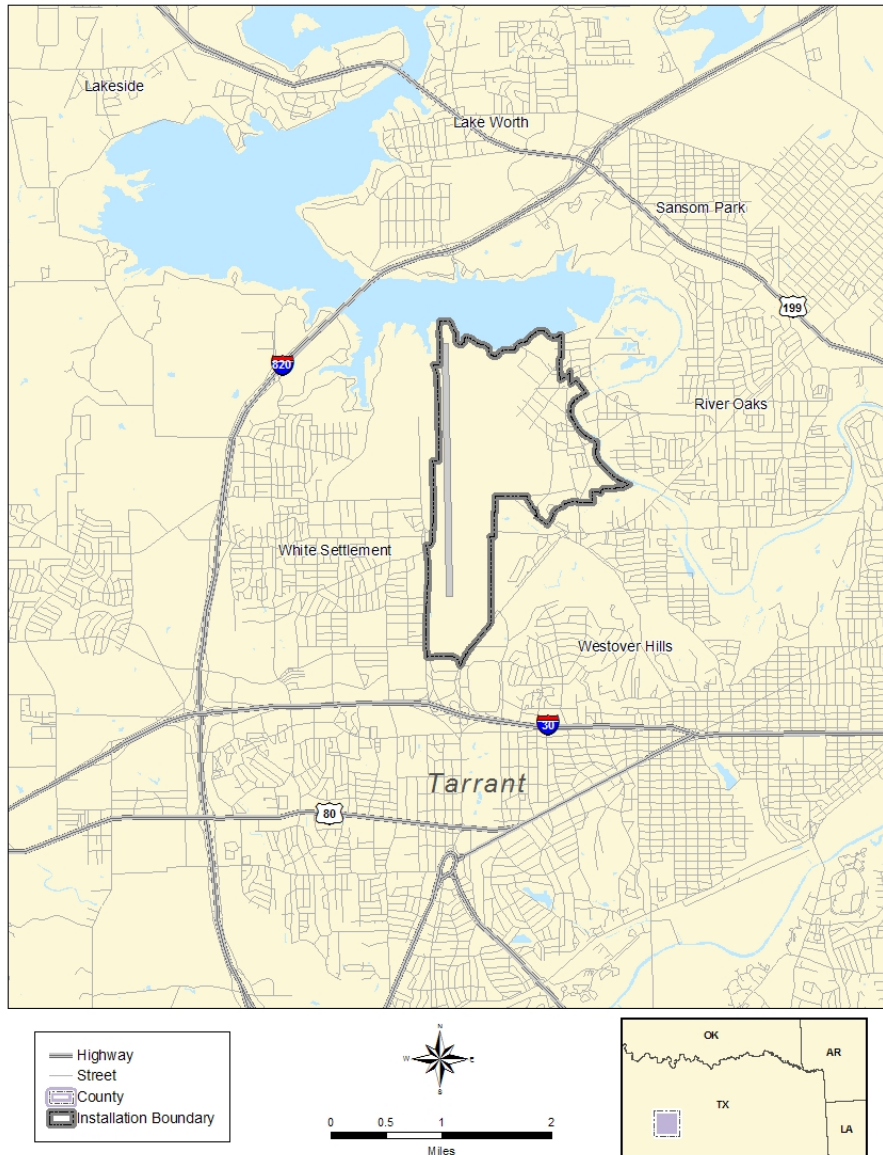 Lakeside
Lake Worth
Sansom Park
199
820
River Oaks
White Settlement
Westover Hills
30
Tarrant
80
Highway
Street
County
Installation Boundary
N
W
E
S
0 0.5 1 2
Miles
OK
AR
TX
LA